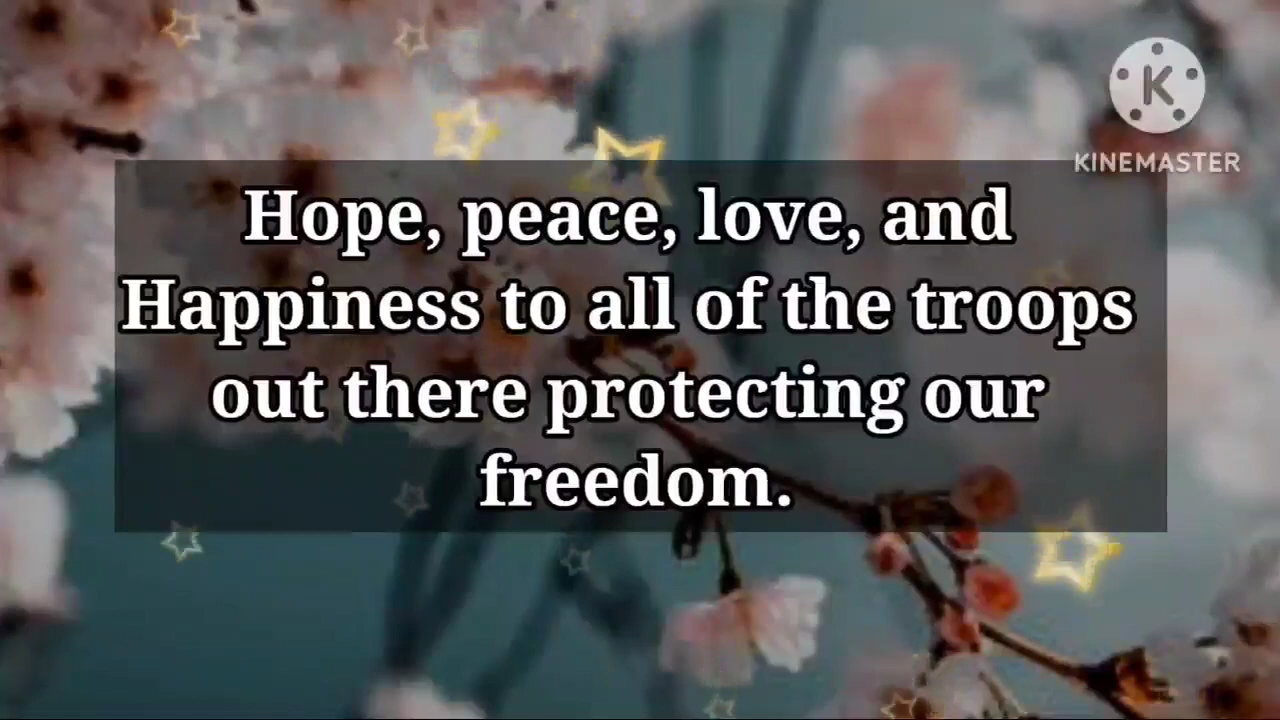 K
KINEMASTER
Hope, peace, love, and
Happiness to all of the troops
out there protecting our
freedom.